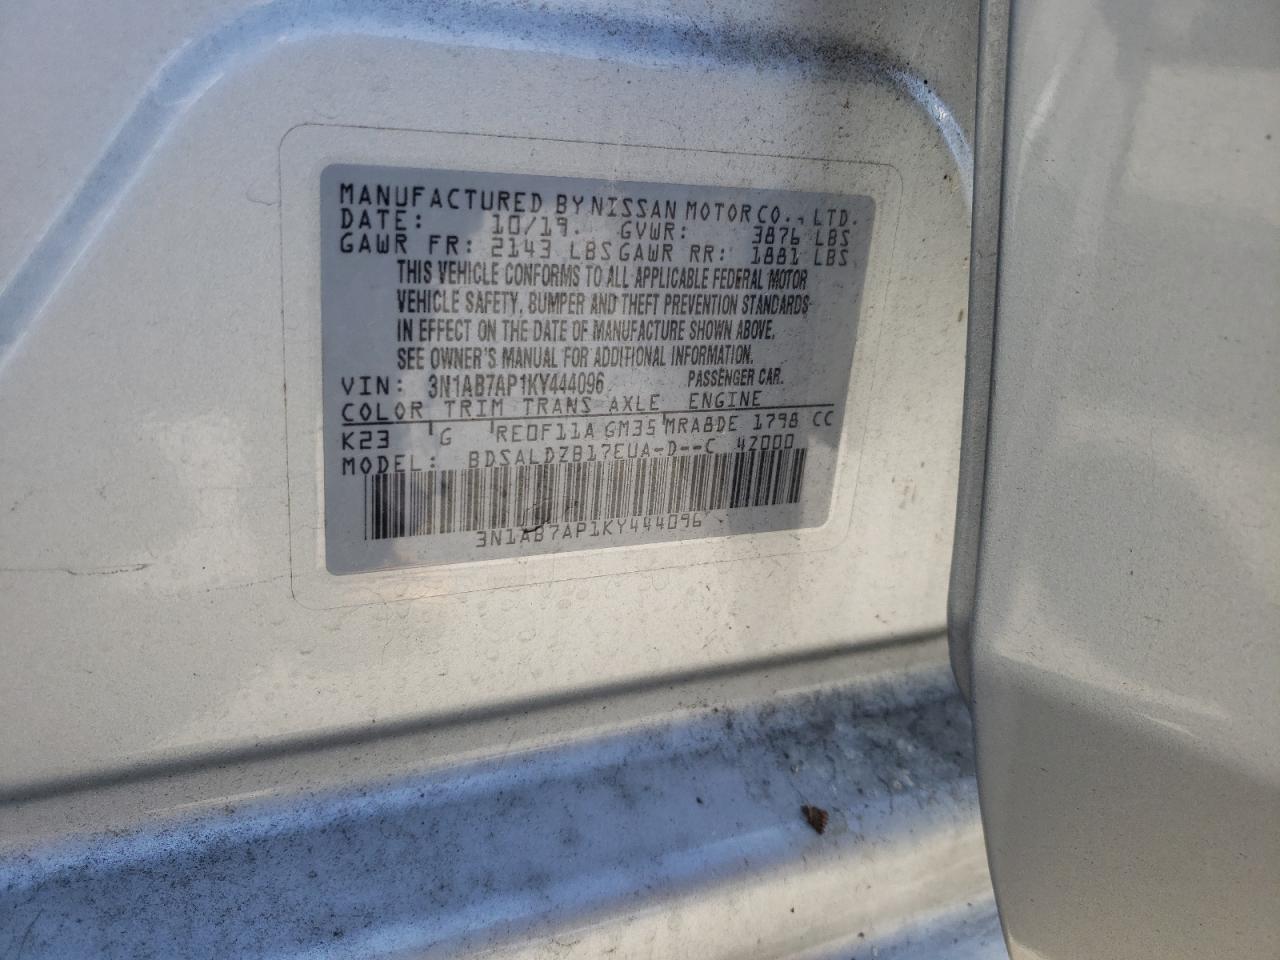 MANUFACTURED BY NISSAN MOTOR CO., LTD.
DATE: 10/19. GVWR: 3876 LBS
GAWR FR: 2143 LBS GAWR RR: 1881 LBS
THIS VEHICLE CONFORMS TO ALL APPLICABLE FEDERAL MOTOR
VEHICLE SAFETY, BUMPER AND THEFT PREVENTION STANDARDS
IN EFFECT ON THE DATE OF MANUFACTURE SHOWN ABOVE.
SEE OWNER'S MANUAL FOR ADDITIONAL INFORMATION.
VIN: 3N1AB7AP1KY444096 PASSENGER CAR.
COLOR TRIM TRANS AXLE ENGINE
K23 G RE0F11A GM35 MRA8DE 1798 CC
MODEL: BDSALDZB17EUA-D--C 42000
3N1AB7AP1KY444096